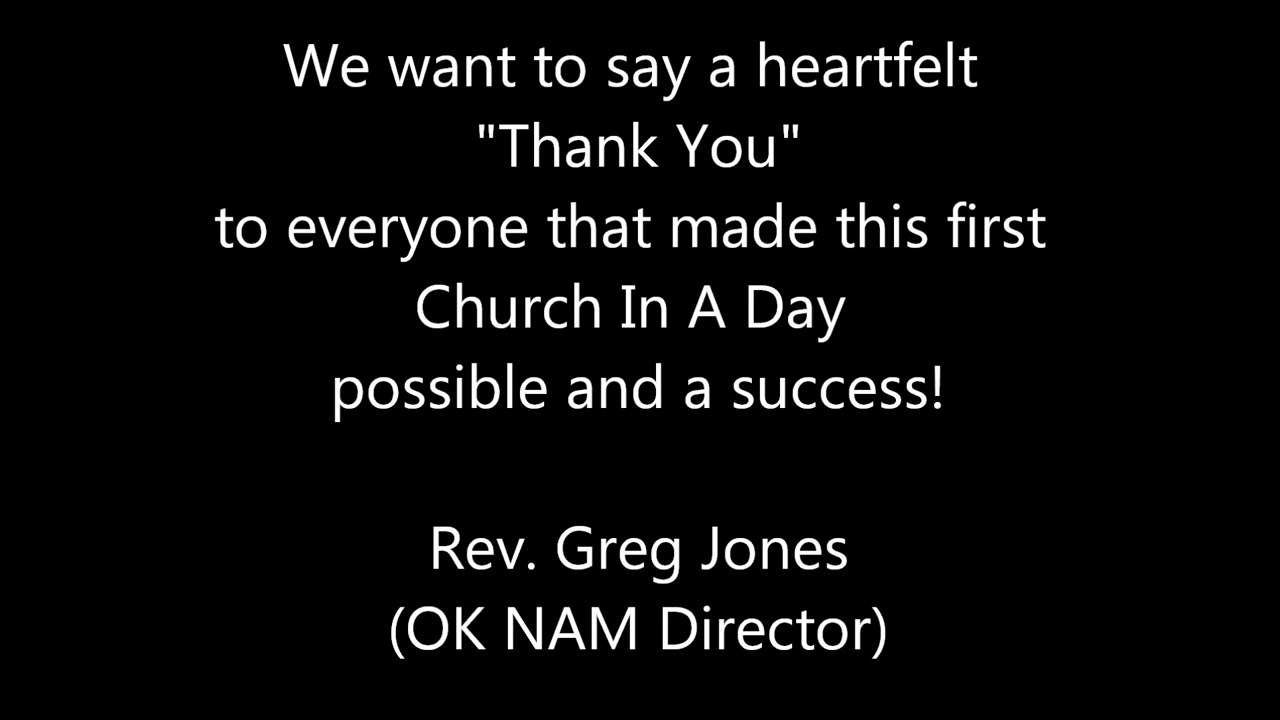 We want to say a heartfelt
"Thank You"
to everyone that made this first
Church In A Day
possible and a success!
Rev. Greg Jones
(OK NAM Director)